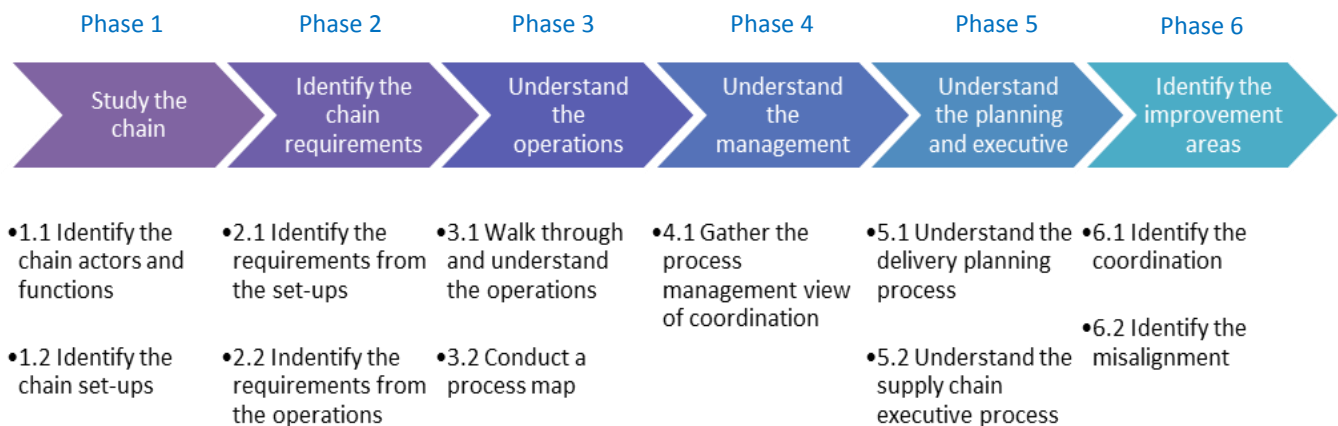 Phase 1
Phase 2
Phase 3
Phase 4
Phase 5
Phase 6
Study the
chain
Identify the
chain
requirements
Understand
the
operations
Understand
the
management
Understand
the planning
and executive
Identify the
improvement
areas
•1.1 Identify the
chain actors and
functions
•1.2 Identify the
chain set-ups
•2.1 Identify the
requirements from
the set-ups
•2.2 Indentify the
requirements from
the operations
•3.1 Walk through
and understand
the operations
•3.2 Conduct a
process map
•4.1 Gather the
process
management view
of coordination
•5.1 Understand the
delivery planning
process
•5.2 Understand the
supply chain
executive process
•6.1 Identify the
coordination
•6.2 Identify the
misalignment